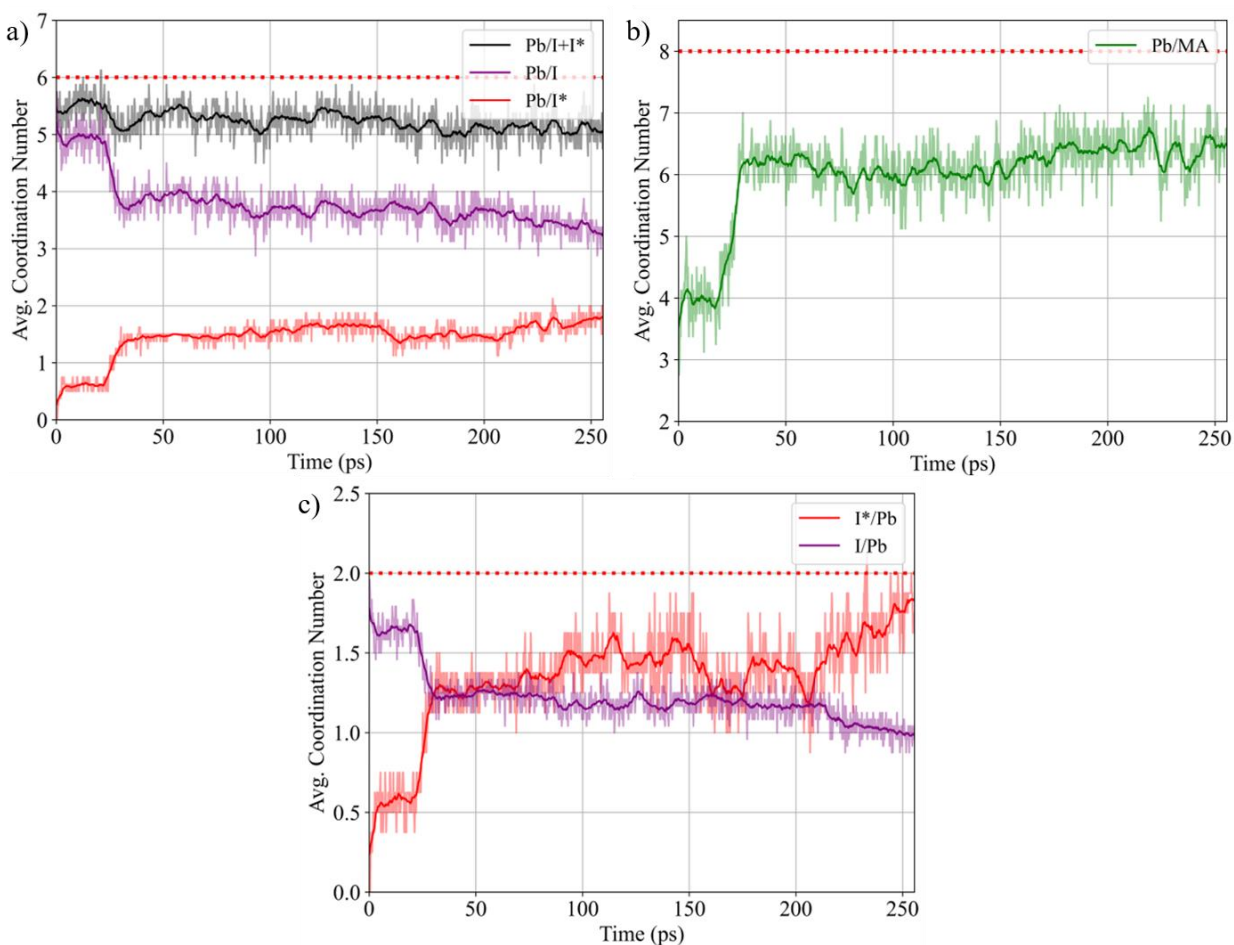 a)
7
6
5
4
3
2
1
0
Avg. Coordination Number
Pb/I+I*
Pb/I
Pb/I*
0 50 100 150 200 250
Time (ps)
b)
8
7
6
5
4
3
2
Avg. Coordination Number
Pb/MA
0 50 100 150 200 250
Time (ps)
c)
2.5
2.0
1.5
1.0
0.5
0.0
Avg. Coordination Number
I*/Pb
I/Pb
0 50 100 150 200 250
Time (ps)